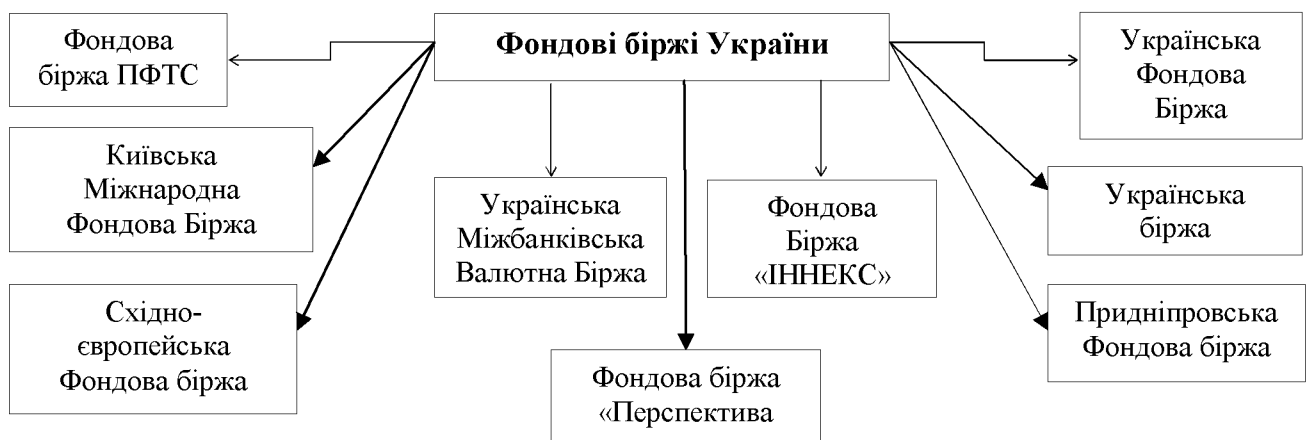 Фондові біржі України
Фондова
біржа ПФТС
Київська
Міжнародна
Фондова Біржа
Східно-
європейська
Фондова біржа
Українська
Міжбанківська
Валютна Біржа
Фондова біржа
«Перспектива
Фондова
Біржа
«ІННЕКС»
Українська
Фондова
Біржа
Українська
біржа
Придніпровська
Фондова біржа